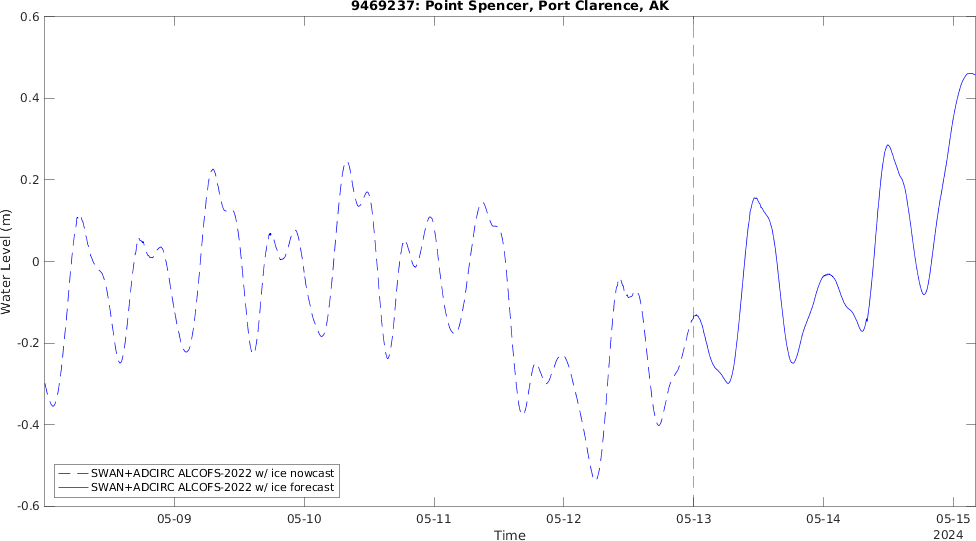 9469237: Point Spencer, Port Clarence, AK
0.6
0.4
0.2
0
-0.2
-0.4
-0.6
Water Level (m)
SWAN+ADCIRC ALCOFS-2022 w/ ice nowcast
SWAN+ADCIRC ALCOFS-2022 w/ ice forecast
05-09 05-10 05-11 05-12 05-13 05-14 05-15
Time
2024